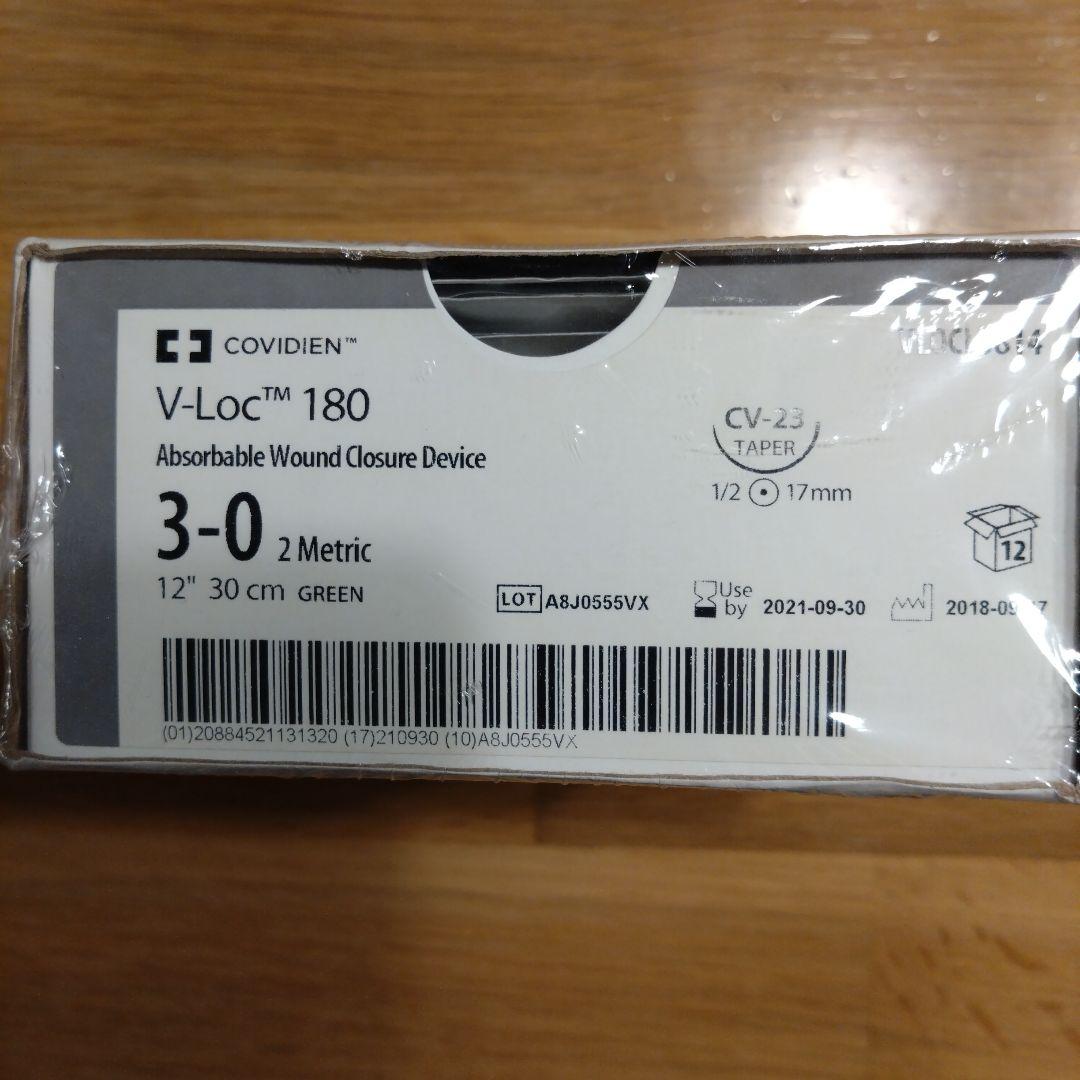 COVIDIEN™
V-Loc™ 180
Absorbable Wound Closure Device
3-0 2 Metric
12" 30 cm GREEN
CV-23
TAPER
1/2 17mm
12
LOT A8J0555VX
Use by 2021-09-30
(01)20884521131320 (17)210930 (10)A8J0555VX